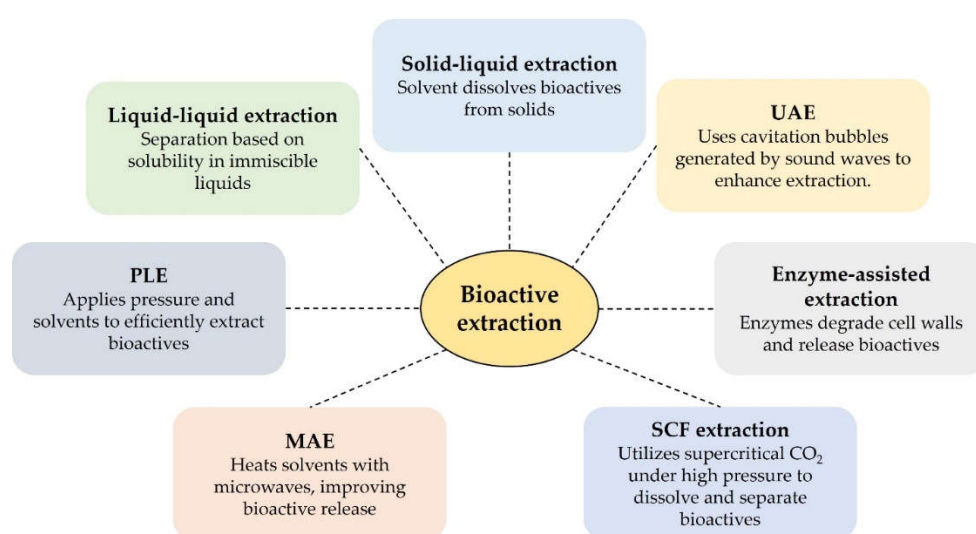 Solid-liquid extraction
Solvent dissolves bioactives
from solids
Liquid-liquid extraction
Separation based on
solubility in immiscible
liquids
UAE
Uses cavitation bubbles
generated by sound waves to
enhance extraction.
PLE
Applies pressure and
solvents to efficiently extract
bioactives
Bioactive
extraction
Enzyme-assisted
extraction
Enzymes degrade cell walls
and release bioactives
MAE
Heats solvents with
microwaves, improving
bioactive release
SCF extraction
Utilizes supercritical CO₂
under high pressure to
dissolve and separate
bioactives